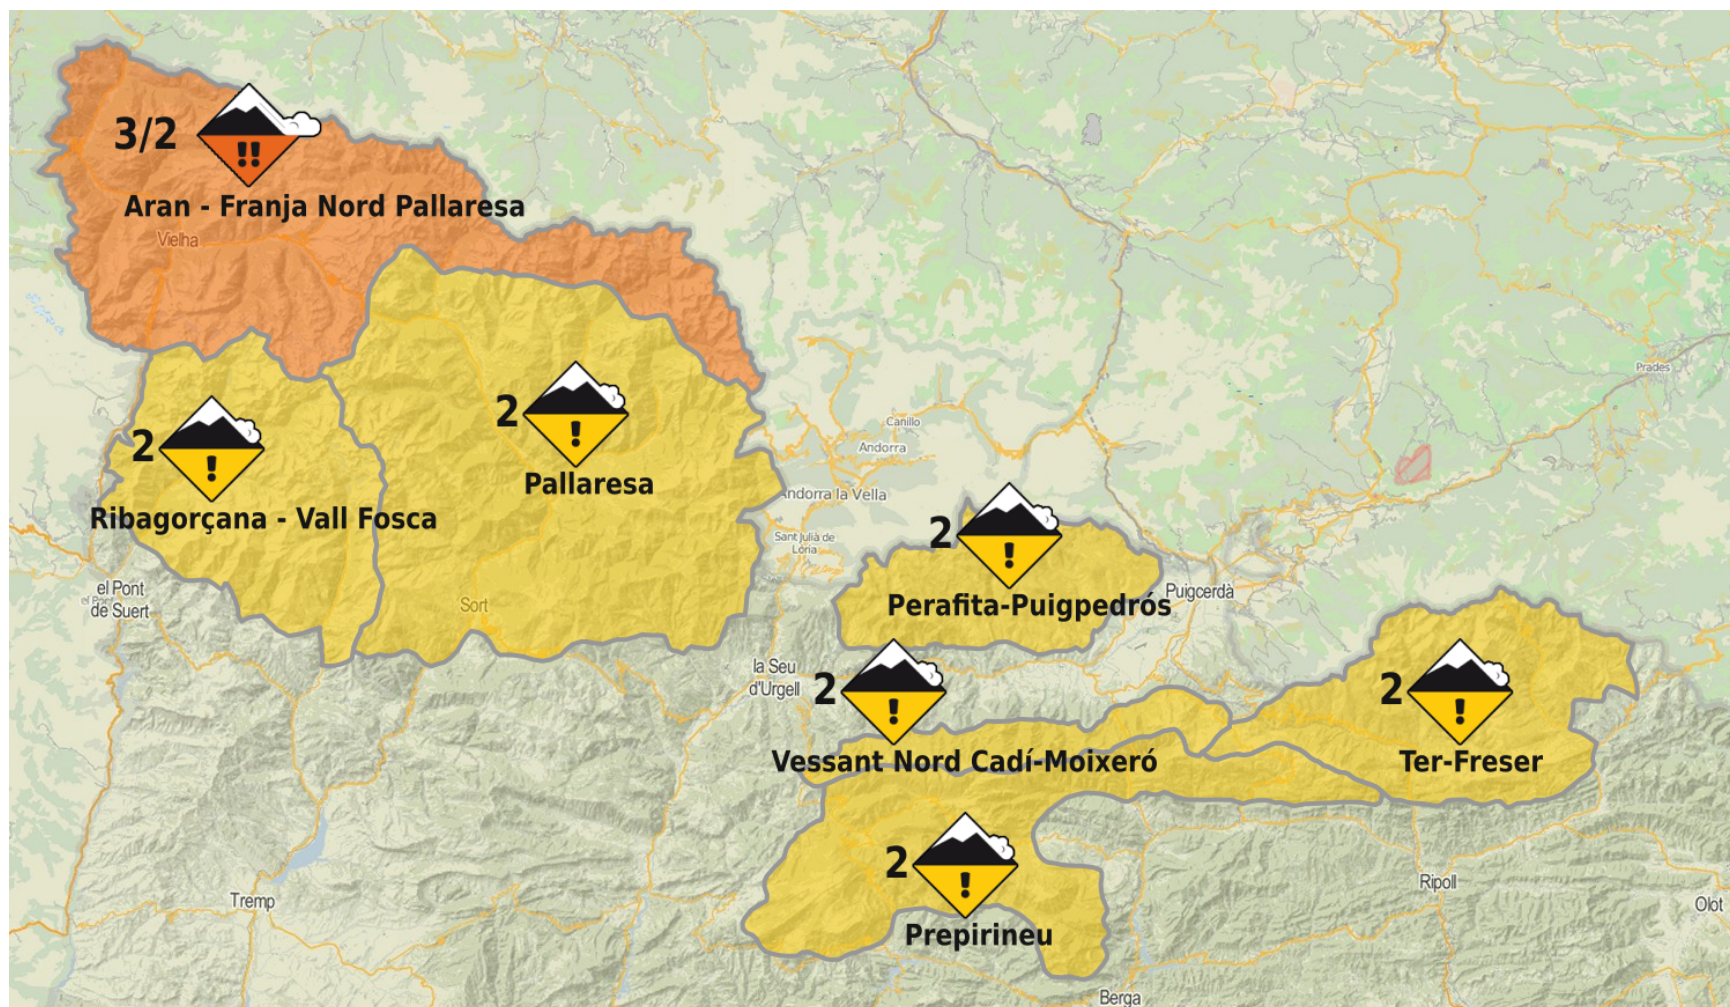 3/2
!!
Aran - Franja Nord Pallaresa
Vielha
2
!
Pallaresa
2
!
Ribagorçana - Vall Fosca
Prades
Canillo
Andorra
Andorra la Vella
Sant Julià de
Lòria
2
!
Perafita-Puigpedrós
Puigcerdà
el Pont
de Suert
Sort
la Seu
d'Urgell
2
!
Vessant Nord Cadí-Moixeró
2
!
Ter-Freser
2
!
Prepirineu
Tremp
Ripoll
Olot
Berga